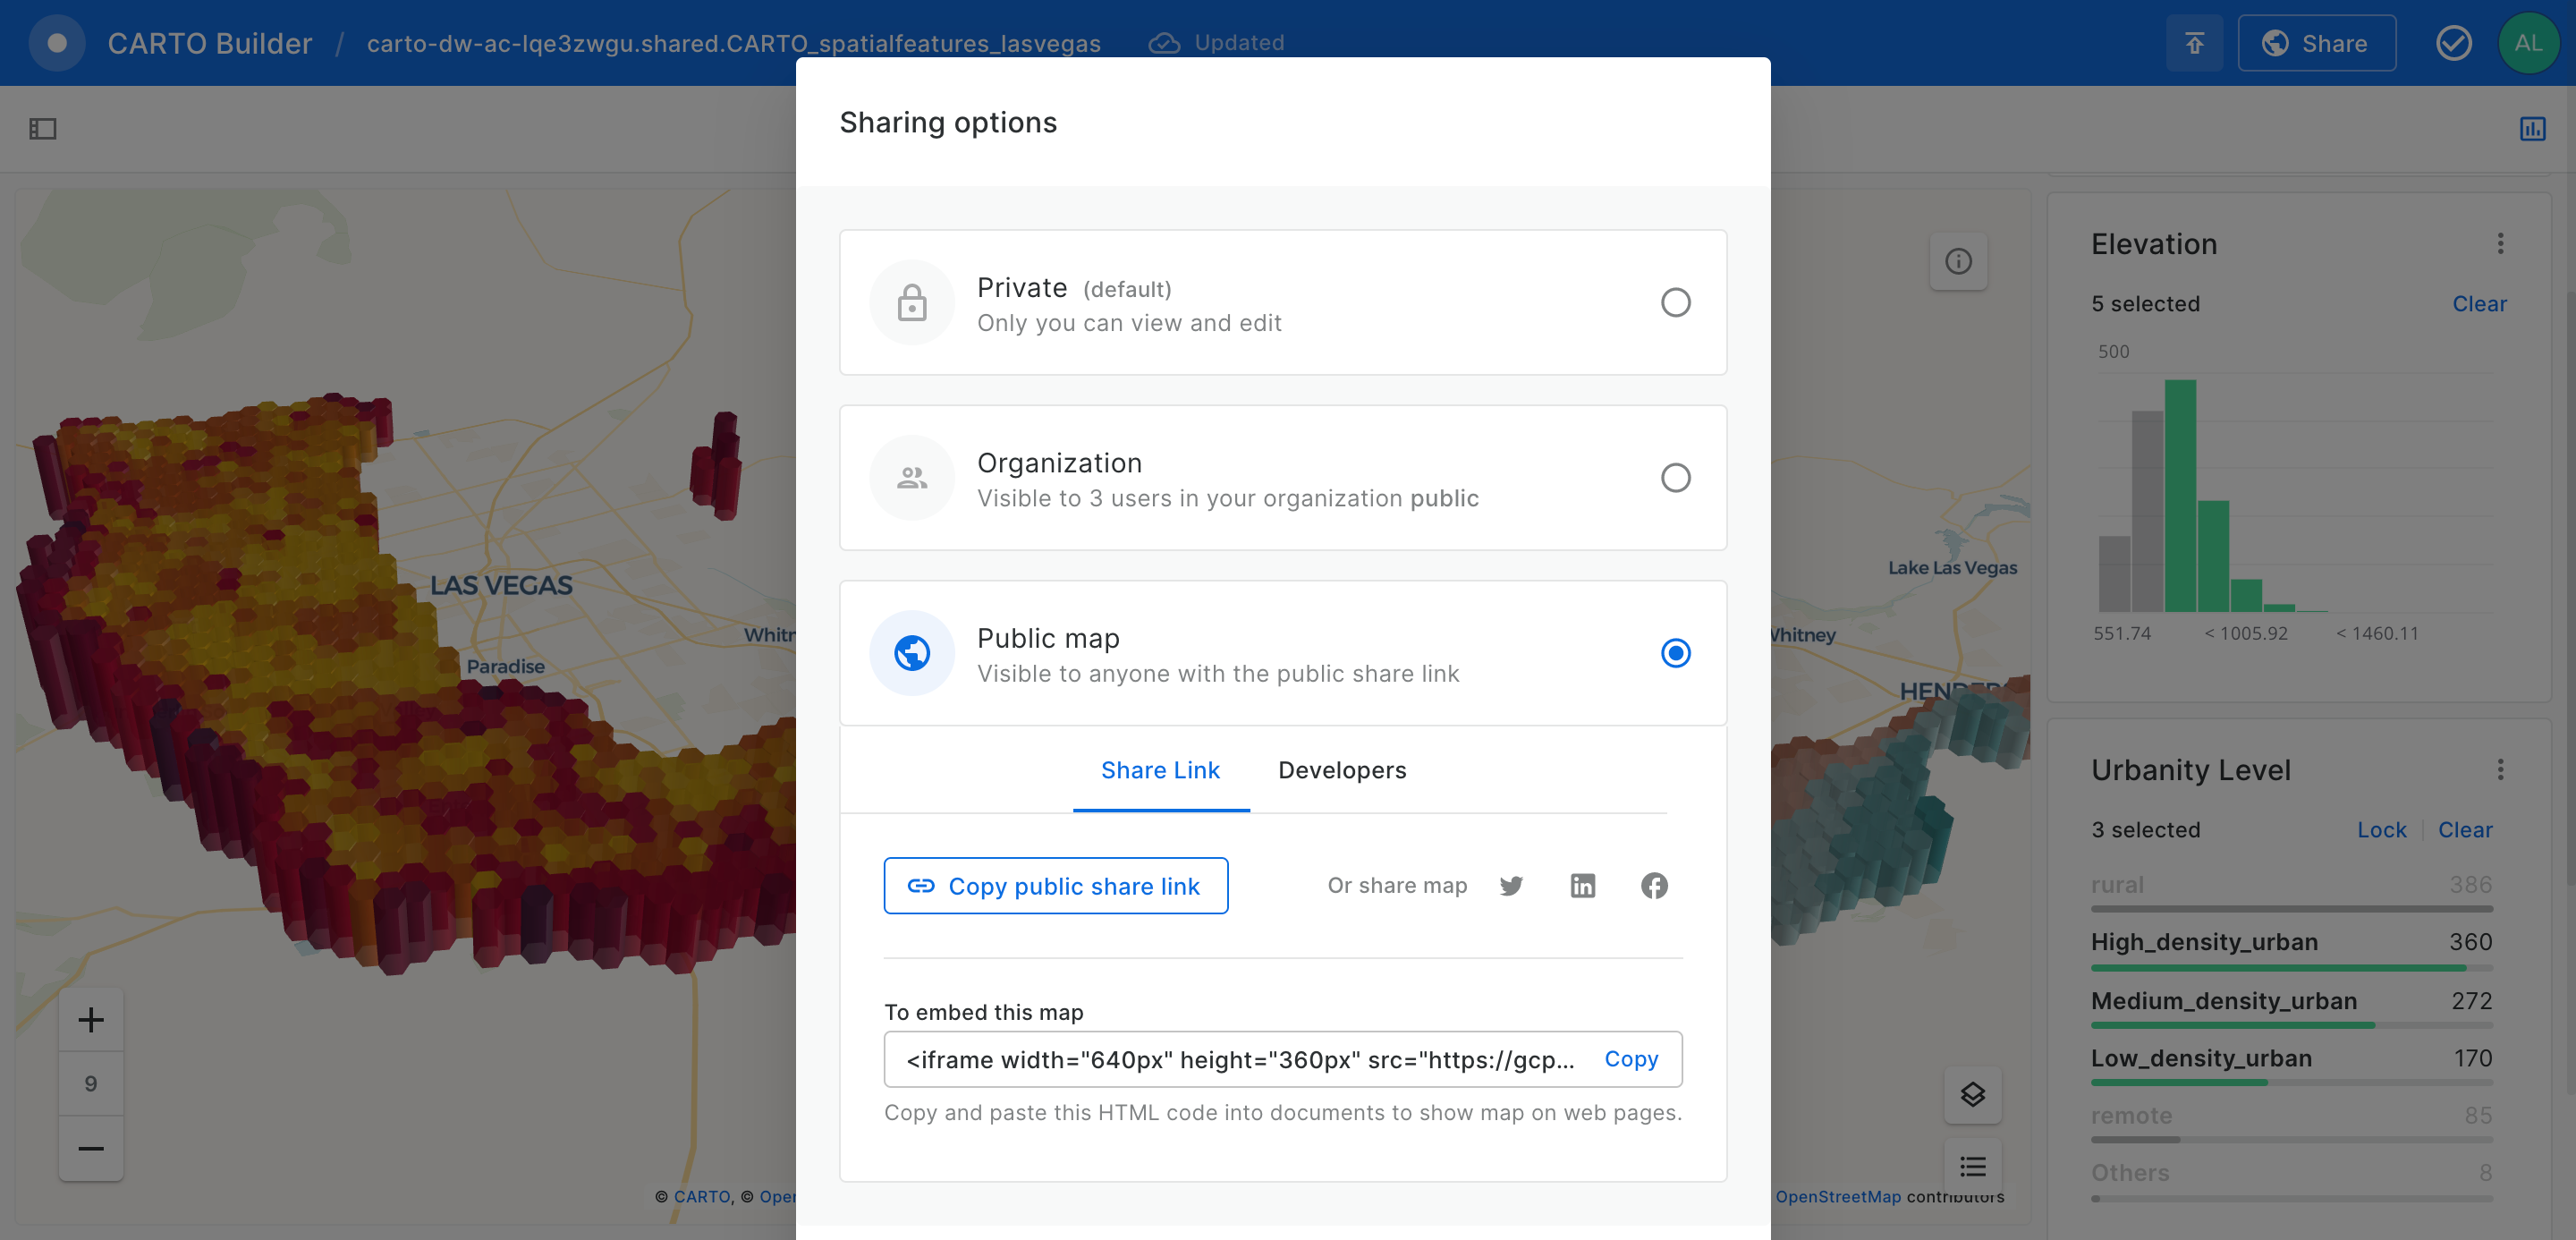 CARTO Builder / carto-dw-ac-lqe3zwgu.shared.CARTO_spatialfeatures_lasvegas Updated
Share
AL
Sharing options
Private (default)
Only you can view and edit
Organization
Visible to 3 users in your organization public
Public map
Visible to anyone with the public share link
Share Link
Developers
Copy public share link
Or share map
To embed this map
<iframe width="640px" height="360px" src="https://gcp...
Copy
Copy and paste this HTML code into documents to show map on web pages.
LAS VEGAS
Paradise
Whitn
9
© CARTO, © Open
Lake Las Vegas
Whitney
HENDER
OpenStreetMap contributors
Elevation
5 selected
Clear
500
551.74
< 1005.92
< 1460.11
Urbanity Level
3 selected
Lock
Clear
rural 386
High_density_urban 360
Medium_density_urban 272
Low_density_urban 170
remote 85
Others 8